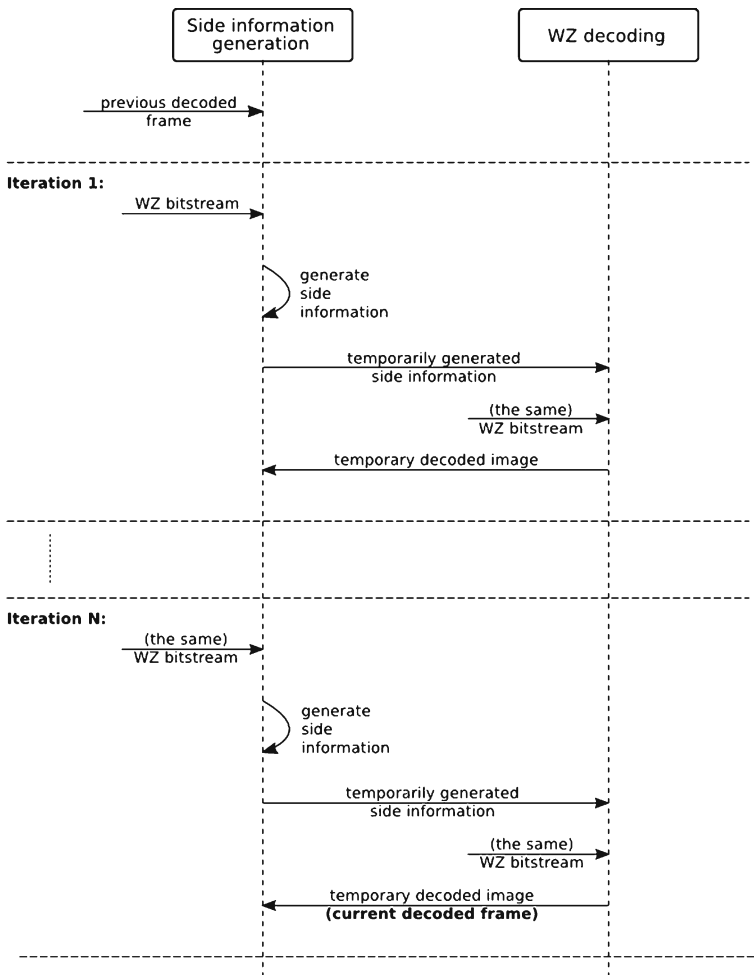 Side information
generation
WZ decoding
previous decoded
frame
Iteration 1:
WZ bitstream
generate
side
information
temporarily generated
side information
(the same)
WZ bitstream
temporary decoded image
Iteration N:
(the same)
WZ bitstream
generate
side
information
temporarily generated
side information
(the same)
WZ bitstream
temporary decoded image
(current decoded frame)